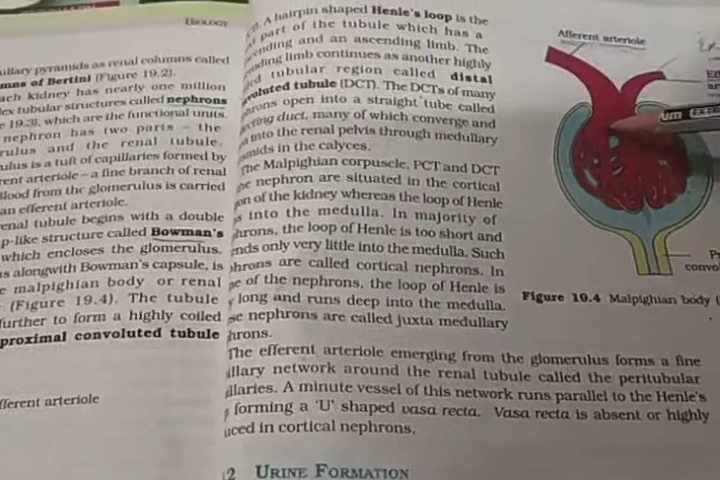 BIOLOGY
ullary pyramids as renal columns called
mns of Bertini (Figure 19.2).
ach kidney has nearly one million
lex tubular structures called nephrons
e 19.3), which are the functional units.
nephron has two parts – the
rulus and the renal tubule.
ulus is a tuft of capillaries formed by
rent arteriole – a fine branch of renal
Blood from the glomerulus is carried
an efferent arteriole.
enal tubule begins with a double
p-like structure called Bowman's
which encloses the glomerulus.
us alongwith Bowman's capsule, is
e malpighian body or renal
(Figure 19.4). The tubule
further to form a highly coiled
proximal convoluted tubule
fferent arteriole
A hairpin shaped Henle's loop is the
part of the tubule which has a
ending and an ascending limb. The
ending limb continues as another highly
ed tubular region called distal
voluted tubule (DCT). The DCTs of many
hrons open into a straight tube called
ecting duct, many of which converge and
into the renal pelvis through medullary
amids in the calyces.
The Malpighian corpuscle, PCT and DCT
he nephron are situated in the cortical
on of the kidney whereas the loop of Henle
s into the medulla. In majority of
hrons, the loop of Henle is too short and
ends only very little into the medulla. Such
phrons are called cortical nephrons. In
e of the nephrons, the loop of Henle is
y long and runs deep into the medulla.
se nephrons are called juxta medullary
hrons.
The efferent arteriole emerging from the glomerulus forms a fine
illary network around the renal tubule called the peritubular
illaries. A minute vessel of this network runs parallel to the Henle's
p forming a 'U' shaped vasa recta. Vasa recta is absent or highly
uced in cortical nephrons.
2 URINE FORMATION
Afferent arteriole
Ef
ar
um
P
convo
Figure 19.4 Malpighian body